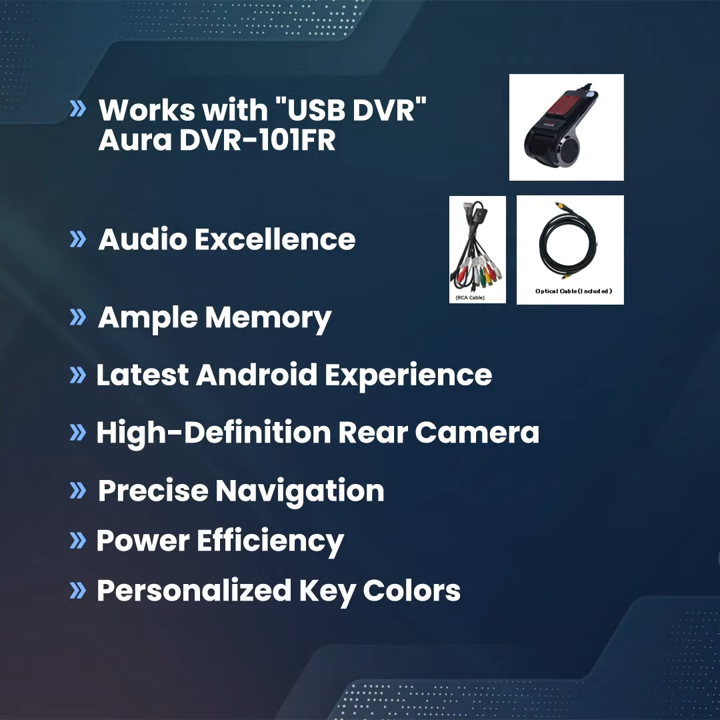 Works with "USB DVR"
Aura DVR-101FR
Audio Excellence
(RCA Cable)
Optical Cable(Included)
Ample Memory
Latest Android Experience
High-Definition Rear Camera
Precise Navigation
Power Efficiency
Personalized Key Colors